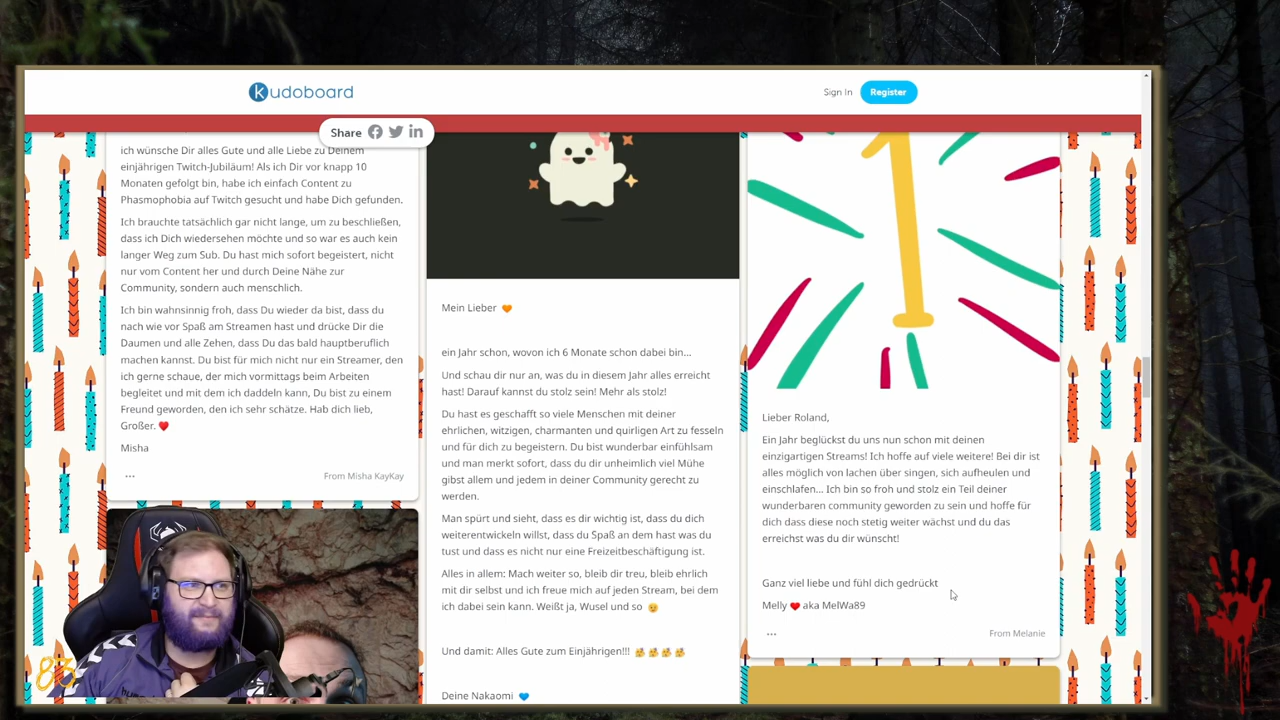 kudoboard
Sign In
Register
Share
ich wünsche Dir alles Gute und alle Liebe zu Deinem
einjährigen Twitch-Jubiläum! Als ich Dir vor knapp 10
Monaten gefolgt bin, habe ich einfach Content zu
Phasmophobia auf Twitch gesucht und habe Dich gefunden.
Ich brauchte tatsächlich gar nicht lange, um zu beschließen,
dass ich Dich wiedersehen möchte und so war es auch kein
langer Weg zum Sub. Du hast mich sofort begeistert, nicht
nur vom Content her und durch Deine Nähe zur
Community, sondern auch menschlich.
Ich bin wahnsinnig froh, dass Du wieder da bist, dass du
nach wie vor Spaß am Streamen hast und drücke Dir die
Daumen und alle Zehen, dass Du das bald hauptberuflich
machen kannst. Du bist für mich nicht nur ein Streamer, den
ich gerne schaue, der mich vormittags beim Arbeiten
begleitet und mit dem ich daddeln kann, Du bist zu einem
Freund geworden, den ich sehr schätze. Hab dich lieb,
Großer. ❤️
Misha
...
From Misha KayKay
Mein Lieber 🧡
ein Jahr schon, wovon ich 6 Monate schon dabei bin...
Und schau dir nur an, was du in diesem Jahr alles erreicht
hast! Darauf kannst du stolz sein! Mehr als stolz!
Du hast es geschafft so viele Menschen mit deiner
ehrlichen, witzigen, charmanten und quirligen Art zu fesseln
und für dich zu begeistern. Du bist wunderbar einfühlsam
und man merkt sofort, dass du dir unheimlich viel Mühe
gibst allem und jedem in deiner Community gerecht zu
werden.
Man spürt und sieht, dass es dir wichtig ist, dass du dich
weiterentwickeln willst, dass du Spaß an dem hast was du
tust und dass es nicht nur eine Freizeitbeschäftigung ist.
Alles in allem: Mach weiter so, bleib dir treu, bleib ehrlich
mit dir selbst und ich freue mich auf jeden Stream, bei dem
ich dabei sein kann. Weißt ja, Wusel und so 😉
Und damit: Alles Gute zum Einjährigen!!! 🥳🥳🥳🥳
Deine Nakaomi 💙
1
Lieber Roland,
Ein Jahr beglückst du uns nun schon mit deinen
einzigartigen Streams! Ich hoffe auf viele weitere! Bei dir ist
alles möglich von lachen über singen, sich aufheulen und
einschlafen... Ich bin so froh und stolz ein Teil deiner
wunderbaren community geworden zu sein und hoffe für
dich dass diese noch stetig weiter wächst und du das
erreichst was du dir wünscht!
Ganz viel liebe und fühl dich gedrückt
Melly ❤️ aka MelWa89
...
From Melanie